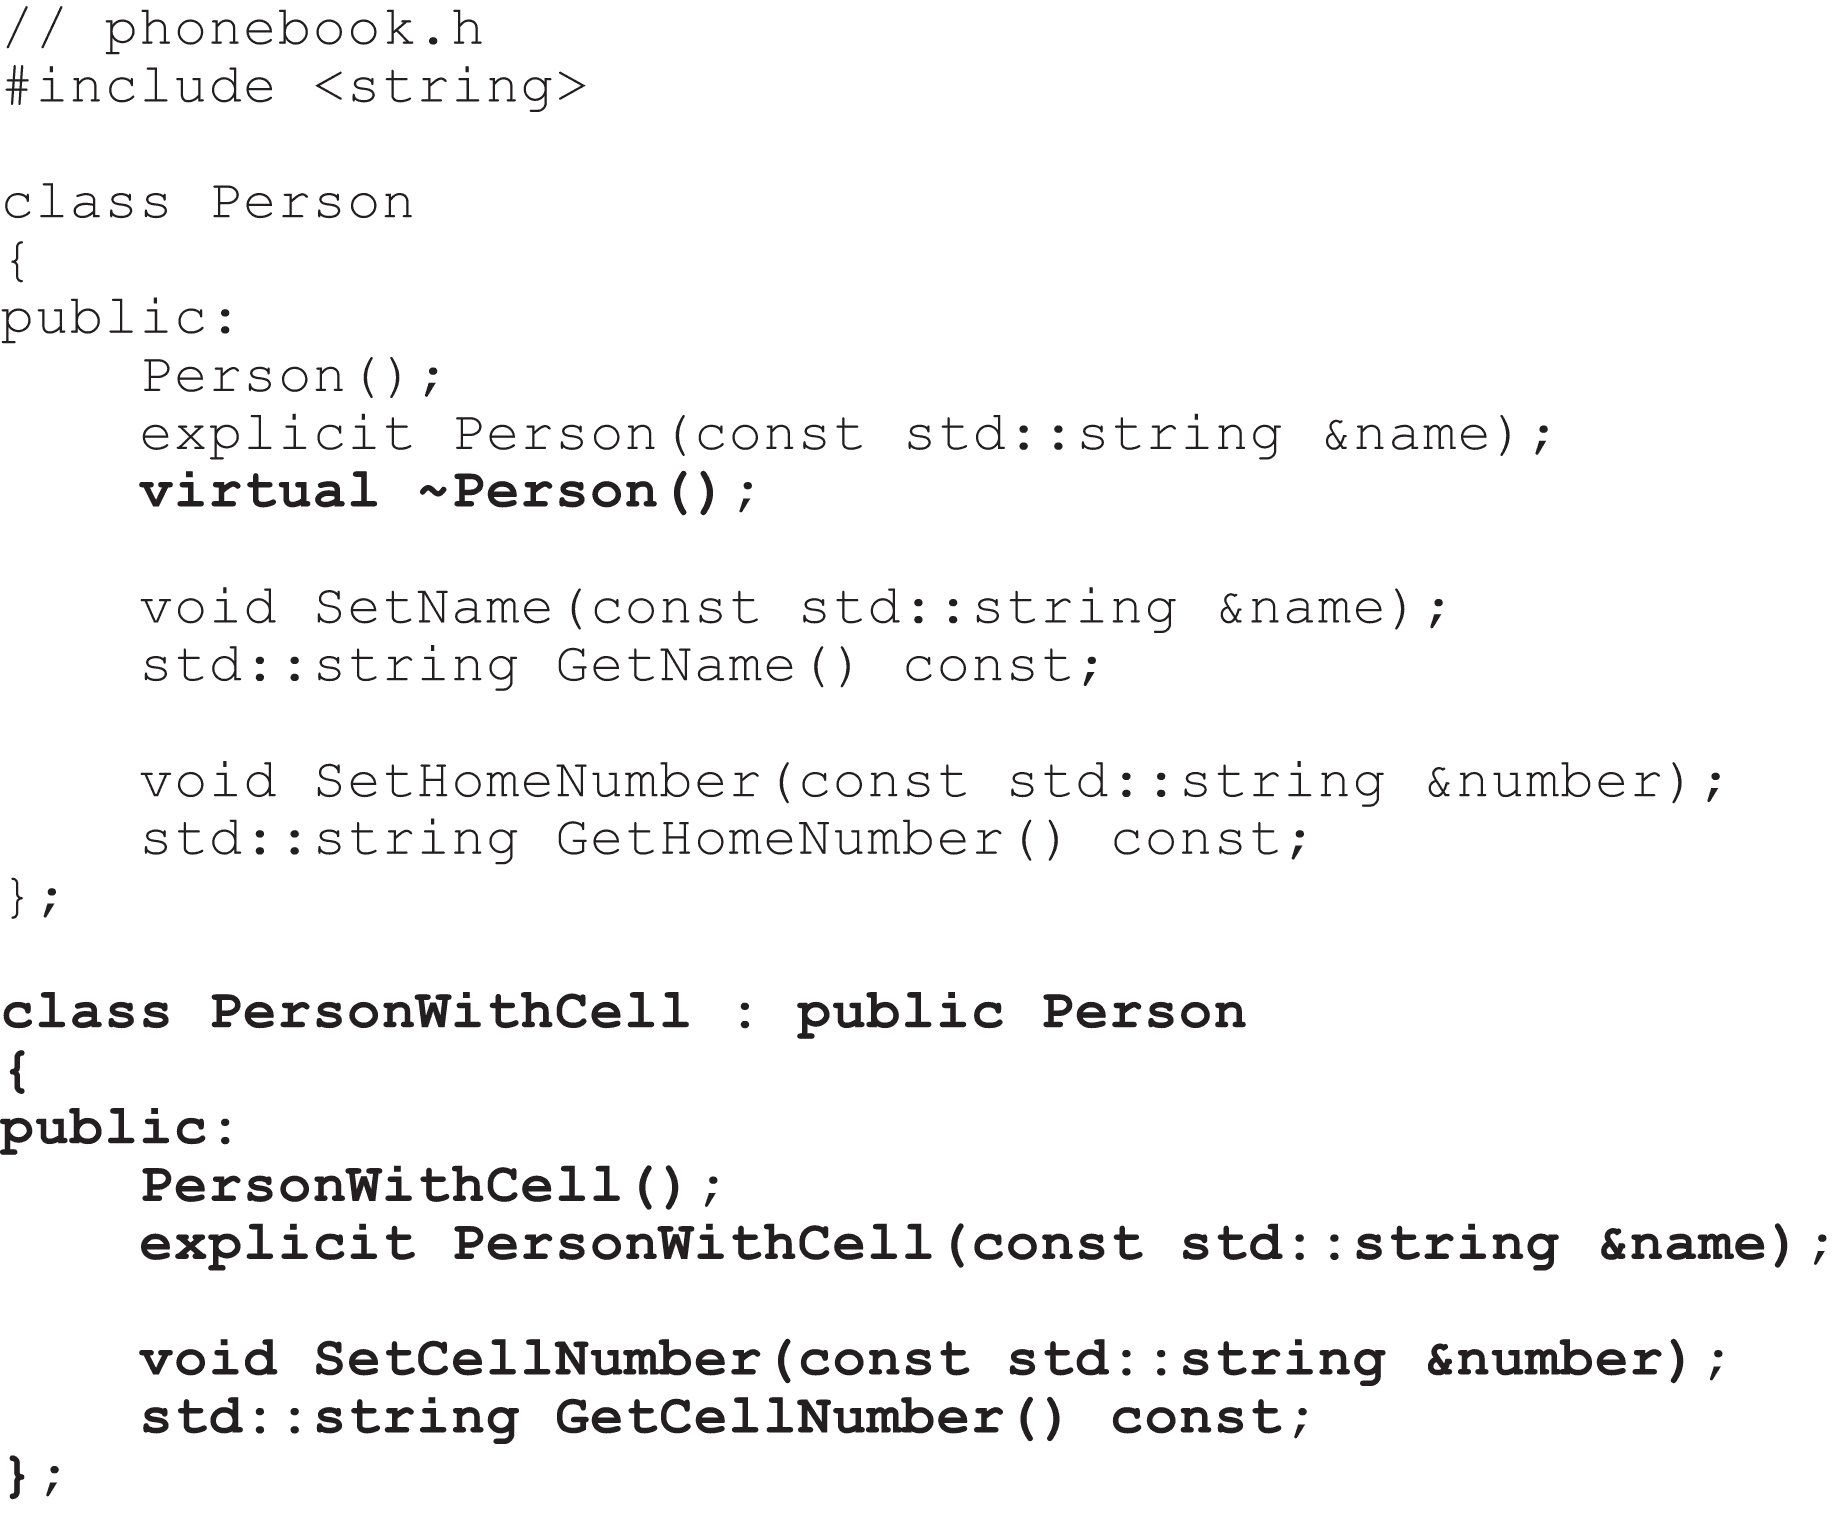 // phonebook.h
#include <string>

class Person
{
public:
    Person();
    explicit Person(const std::string &name);
    virtual ~Person();

    void SetName(const std::string &name);
    std::string GetName() const;

    void SetHomeNumber(const std::string &number);
    std::string GetHomeNumber() const;
};

class PersonWithCell : public Person
{
public:
    PersonWithCell();
    explicit PersonWithCell(const std::string &name);

    void SetCellNumber(const std::string &number);
    std::string GetCellNumber() const;
};